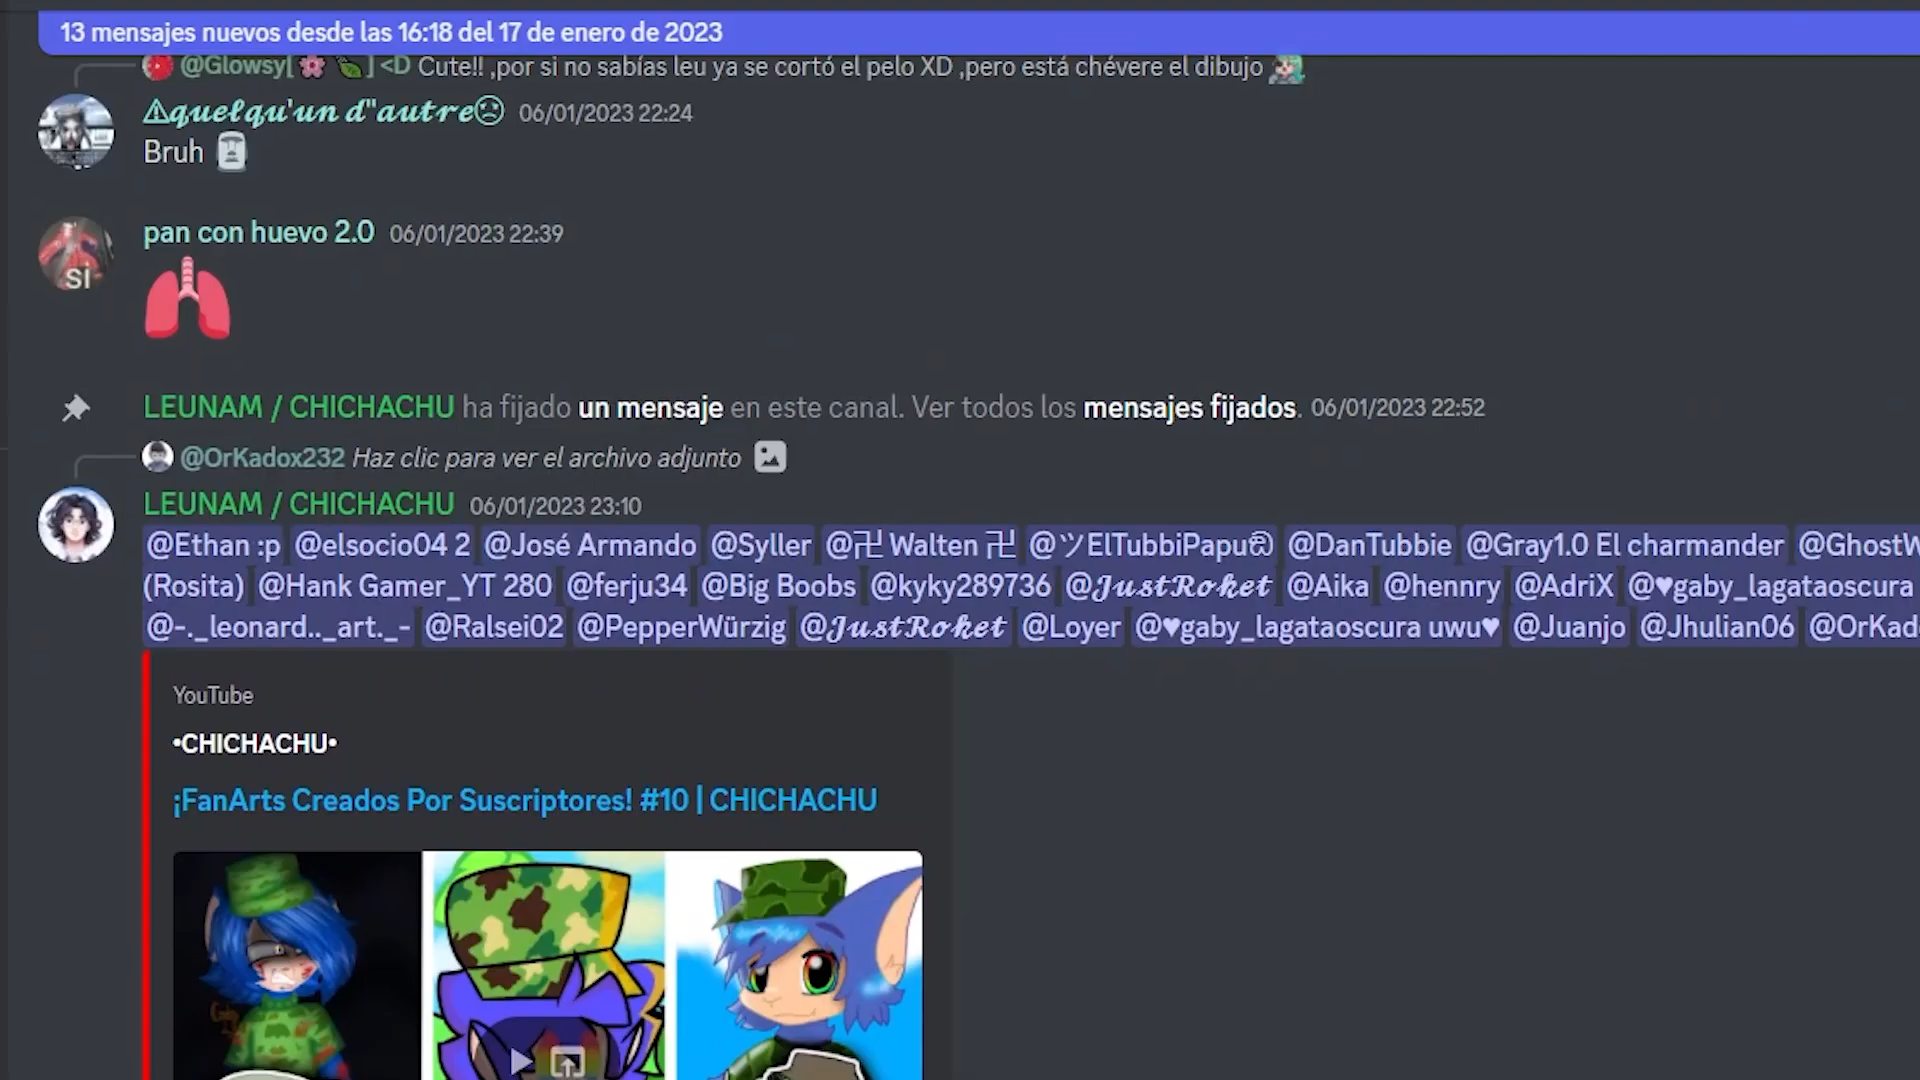 13 mensajes nuevos desde las 16:18 del 17 de enero de 2023
@Glowsy[🌸🍃] <D Cute!! ,por si no sabías leu ya se cortó el pelo XD ,pero está chévere el dibujo
⚠𝓺𝓾𝓮𝓵𝓺𝓾'𝓾𝓷 𝓭"𝓪𝓾𝓽𝓻𝓮☹ 06/01/2023 22:24
Bruh 🗿
si
pan con huevo 2.0 06/01/2023 22:39
🫁
LEUNAM / CHICHACHU ha fijado un mensaje en este canal. Ver todos los mensajes fijados. 06/01/2023 22:52
@OrKadox232 Haz clic para ver el archivo adjunto
LEUNAM / CHICHACHU 06/01/2023 23:10
@Ethan :p @elsocio04 2 @José Armando @Syller @卍 Walten 卍 @ツElTubbiPapuඞ @DanTubbie @Gray1.0 El charmander @GhostW
(Rosita) @Hank Gamer_YT 280 @ferju34 @Big Boobs @kyky289736 @𝓙𝓾𝓼𝓽𝓡𝓸𝓴𝓮𝓽 @Aika @hennry @AdriX @♥gaby_lagataoscura
@-._leonard.._art._- @Ralsei02 @PepperWürzig @𝓙𝓾𝓼𝓽𝓡𝓸𝓴𝓮𝓽 @Loyer @♥gaby_lagataoscura uwu♥ @Juanjo @Jhulian06 @OrKad
YouTube
•CHICHACHU•
¡FanArts Creados Por Suscriptores! #10 | CHICHACHU